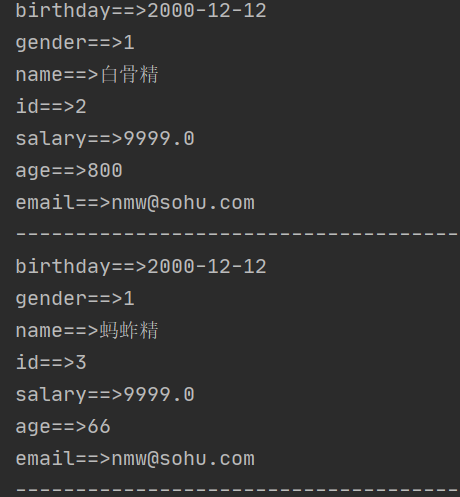 birthday==>2000-12-12
gender==>1
name==>白骨精
id==>2
salary==>9999.0
age==>800
email==>nmw@sohu.com
-------------------------------------
birthday==>2000-12-12
gender==>1
name==>蚂蚱精
id==>3
salary==>9999.0
age==>66
email==>nmw@sohu.com
-------------------------------------